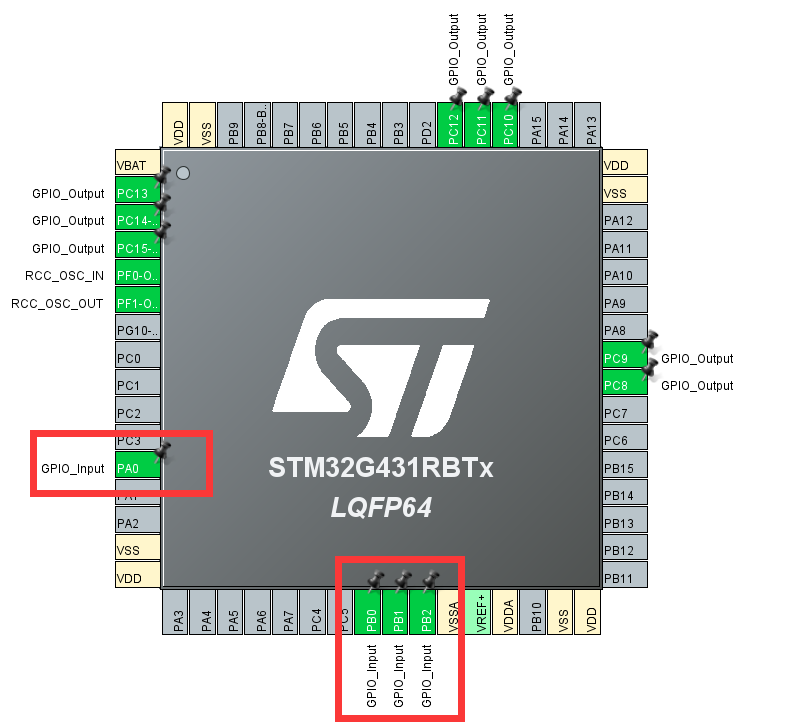 GPIO_Output
GPIO_Output
GPIO_Output
VDD
VSS
PB9
PB8-B..
PB7
PB6
PB5
PB4
PB3
PD2
PC12
PC11
PC10
PA15
PA14
PA13
VBAT
GPIO_Output PC13
GPIO_Output PC14-..
GPIO_Output PC15-..
RCC_OSC_IN PF0-O..
RCC_OSC_OUT PF1-O..
PG10-..
PC0
PC1
PC2
PC3
GPIO_Input PA0
PA1
PA2
VSS
VDD
STM32G431RBTx
LQFP64
VDD
VSS
PA12
PA11
PA10
PA9
PA8
PC9 GPIO_Output
PC8 GPIO_Output
PC7
PC6
PB15
PB14
PB13
PB12
PB11
PA3
PA4
PA5
PA6
PA7
PC4
PC5
PB0
PB1
PB2
VSSA
VREF+
VDDA
PB10
VSS
VDD
GPIO_Input
GPIO_Input
GPIO_Input